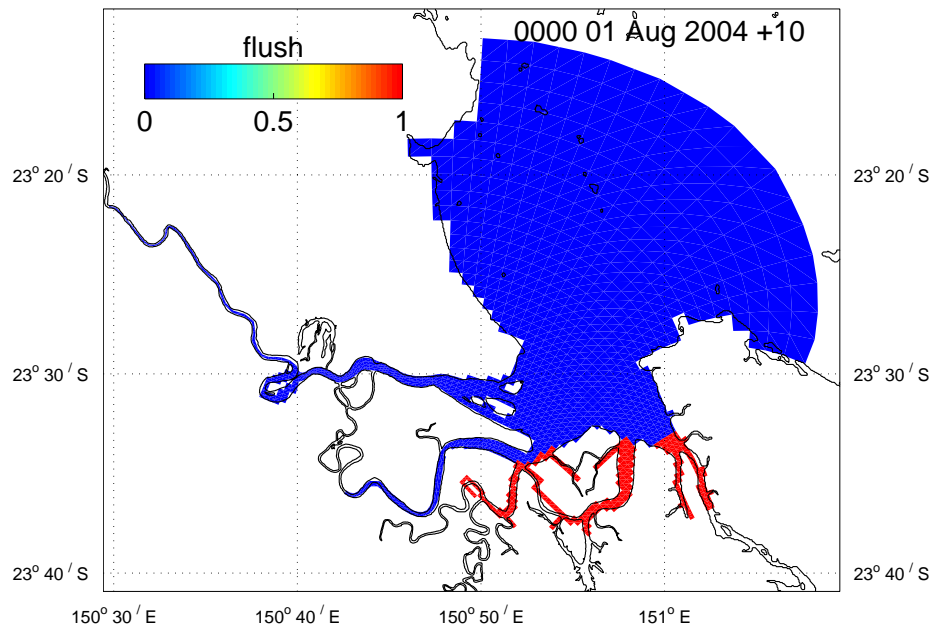 flush
0000 01 Aug 2004 +10
0 0.5 1
23° 20 ′ S 23° 20 ′ S
23° 30 ′ S 23° 30 ′ S
23° 40 ′ S 23° 40 ′ S
150° 30 ′ E 150° 40 ′ E 150° 50 ′ E 151° ′ E